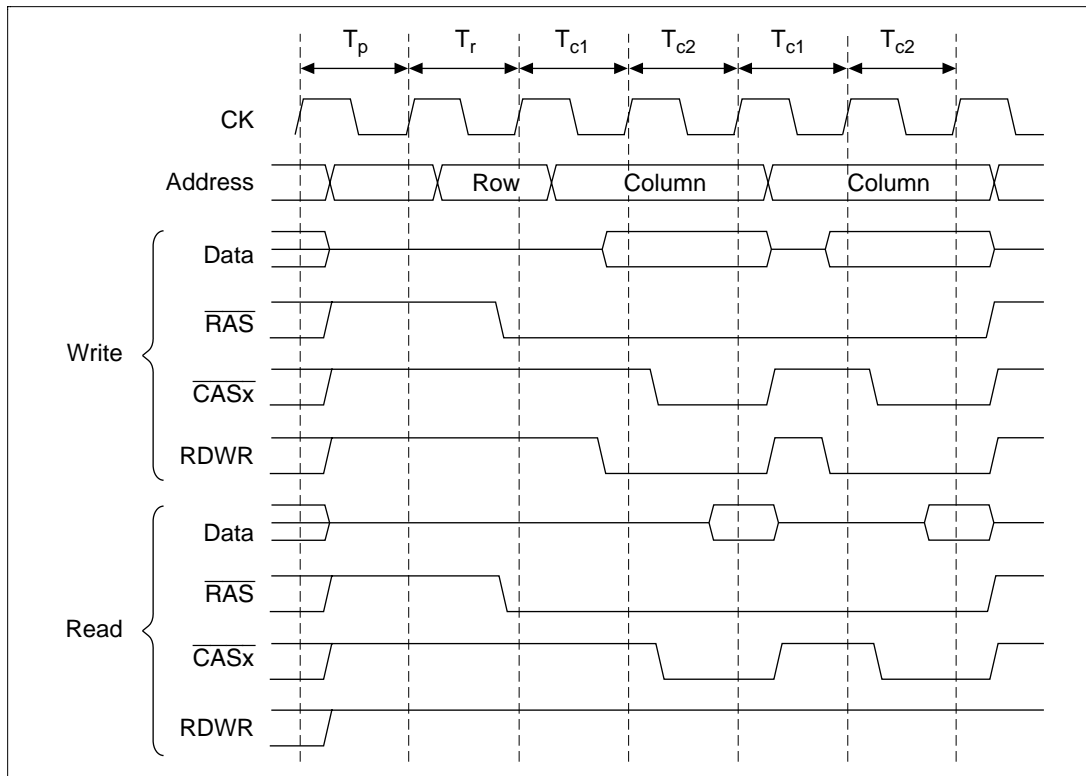 Tp Tr Tc1 Tc2 Tc1 Tc2
CK
Address Row Column Column
Data
RAS
Write
CASx
RDWR
Data
RAS
Read
CASx
RDWR